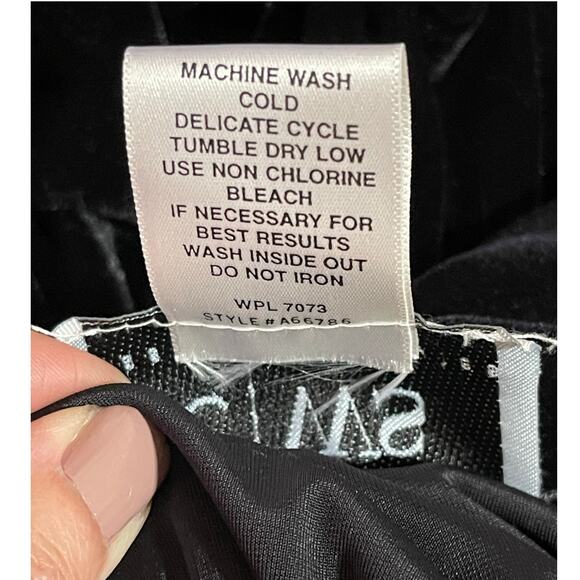 MACHINE WASH
COLD
DELICATE CYCLE
TUMBLE DRY LOW
USE NON CHLORINE
BLEACH
IF NECESSARY FOR
BEST RESULTS
WASH INSIDE OUT
DO NOT IRON
WPL 7073
STYLE # A66786